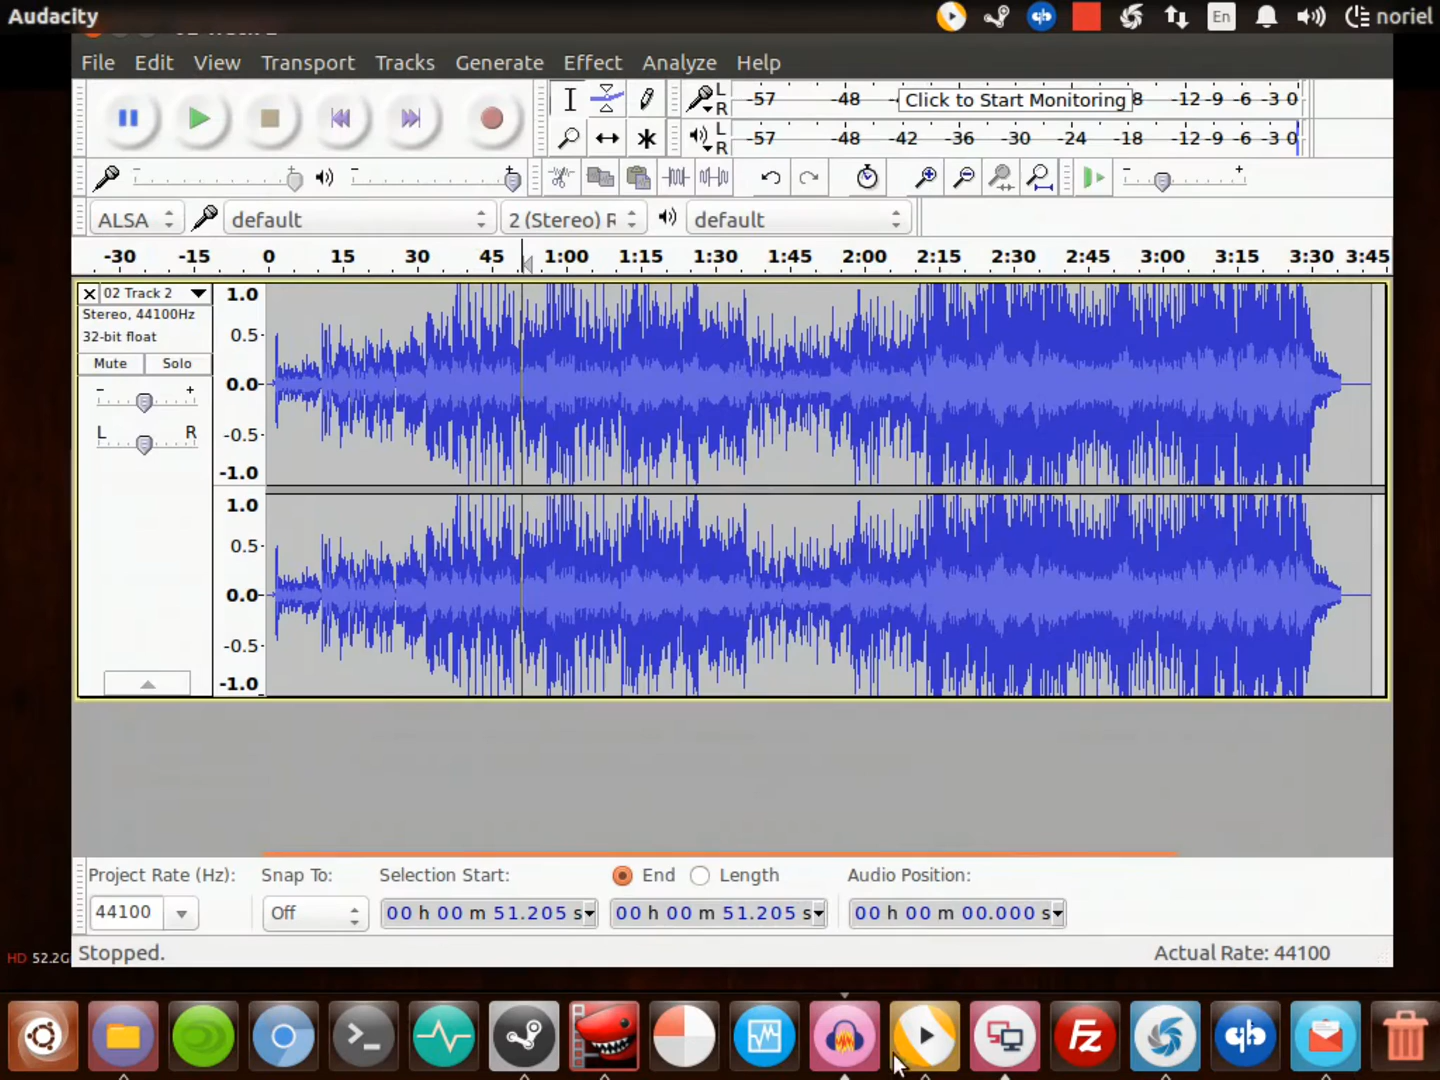 Audacity
En
noriel
File Edit View Transport Tracks Generate Effect Analyze Help
L
R
-57 -48 Click to Start Monitoring 8 -12 -9 -6 -3 0
L
R
-57 -48 -42 -36 -30 -24 -18 -12 -9 -6 -3 0
- + - + - +
ALSA default 2 (Stereo) R default
-30 -15 0 15 30 45 1:00 1:15 1:30 1:45 2:00 2:15 2:30 2:45 3:00 3:15 3:30 3:45
02 Track 2
Stereo, 44100Hz
32-bit float
Mute Solo
- +
L R
1.0
0.5
0.0
-0.5
-1.0
1.0
0.5
0.0
-0.5
-1.0
Project Rate (Hz): Snap To: Selection Start: End Length Audio Position:
44100 Off 00 h 00 m 51.205 s 00 h 00 m 51.205 s 00 h 00 m 00.000 s
Stopped. Actual Rate: 44100
HD 52.2G
Fz
qb